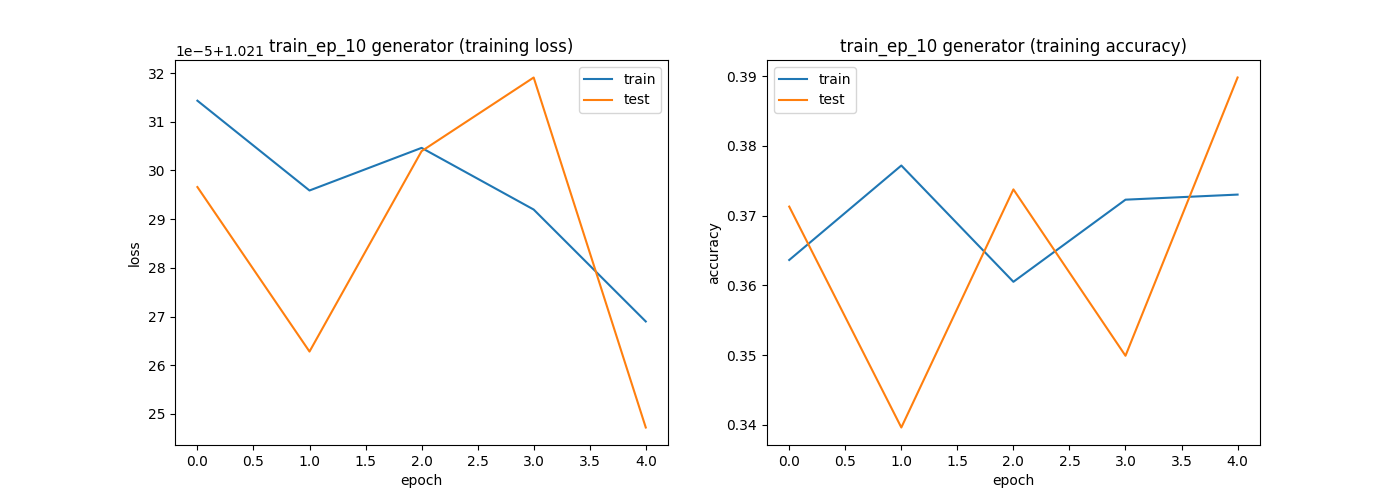 train_ep_10 generator (training loss)
1e−5+1.021
32
31
30
29
28
27
26
25
loss
0.0 0.5 1.0 1.5 2.0 2.5 3.0 3.5 4.0
epoch
train
test
train_ep_10 generator (training accuracy)
0.39
0.38
0.37
0.36
0.35
0.34
accuracy
0.0 0.5 1.0 1.5 2.0 2.5 3.0 3.5 4.0
epoch
train
test